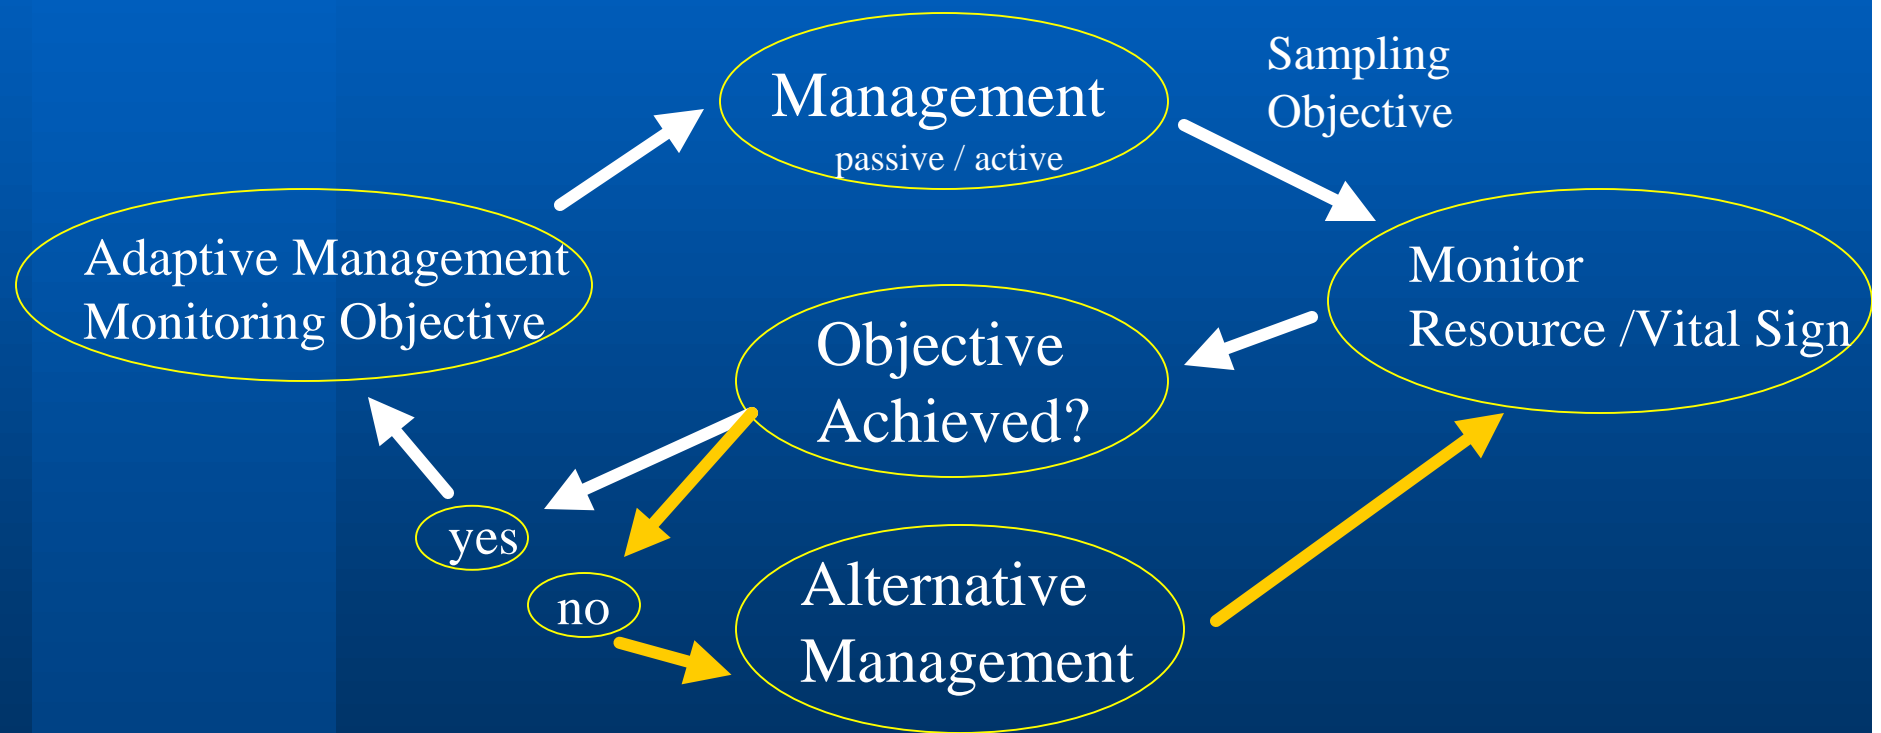 Management
passive / active
Sampling
Objective
Adaptive Management
Monitoring Objective
Monitor
Resource /Vital Sign
Objective
Achieved?
yes
no
Alternative
Management